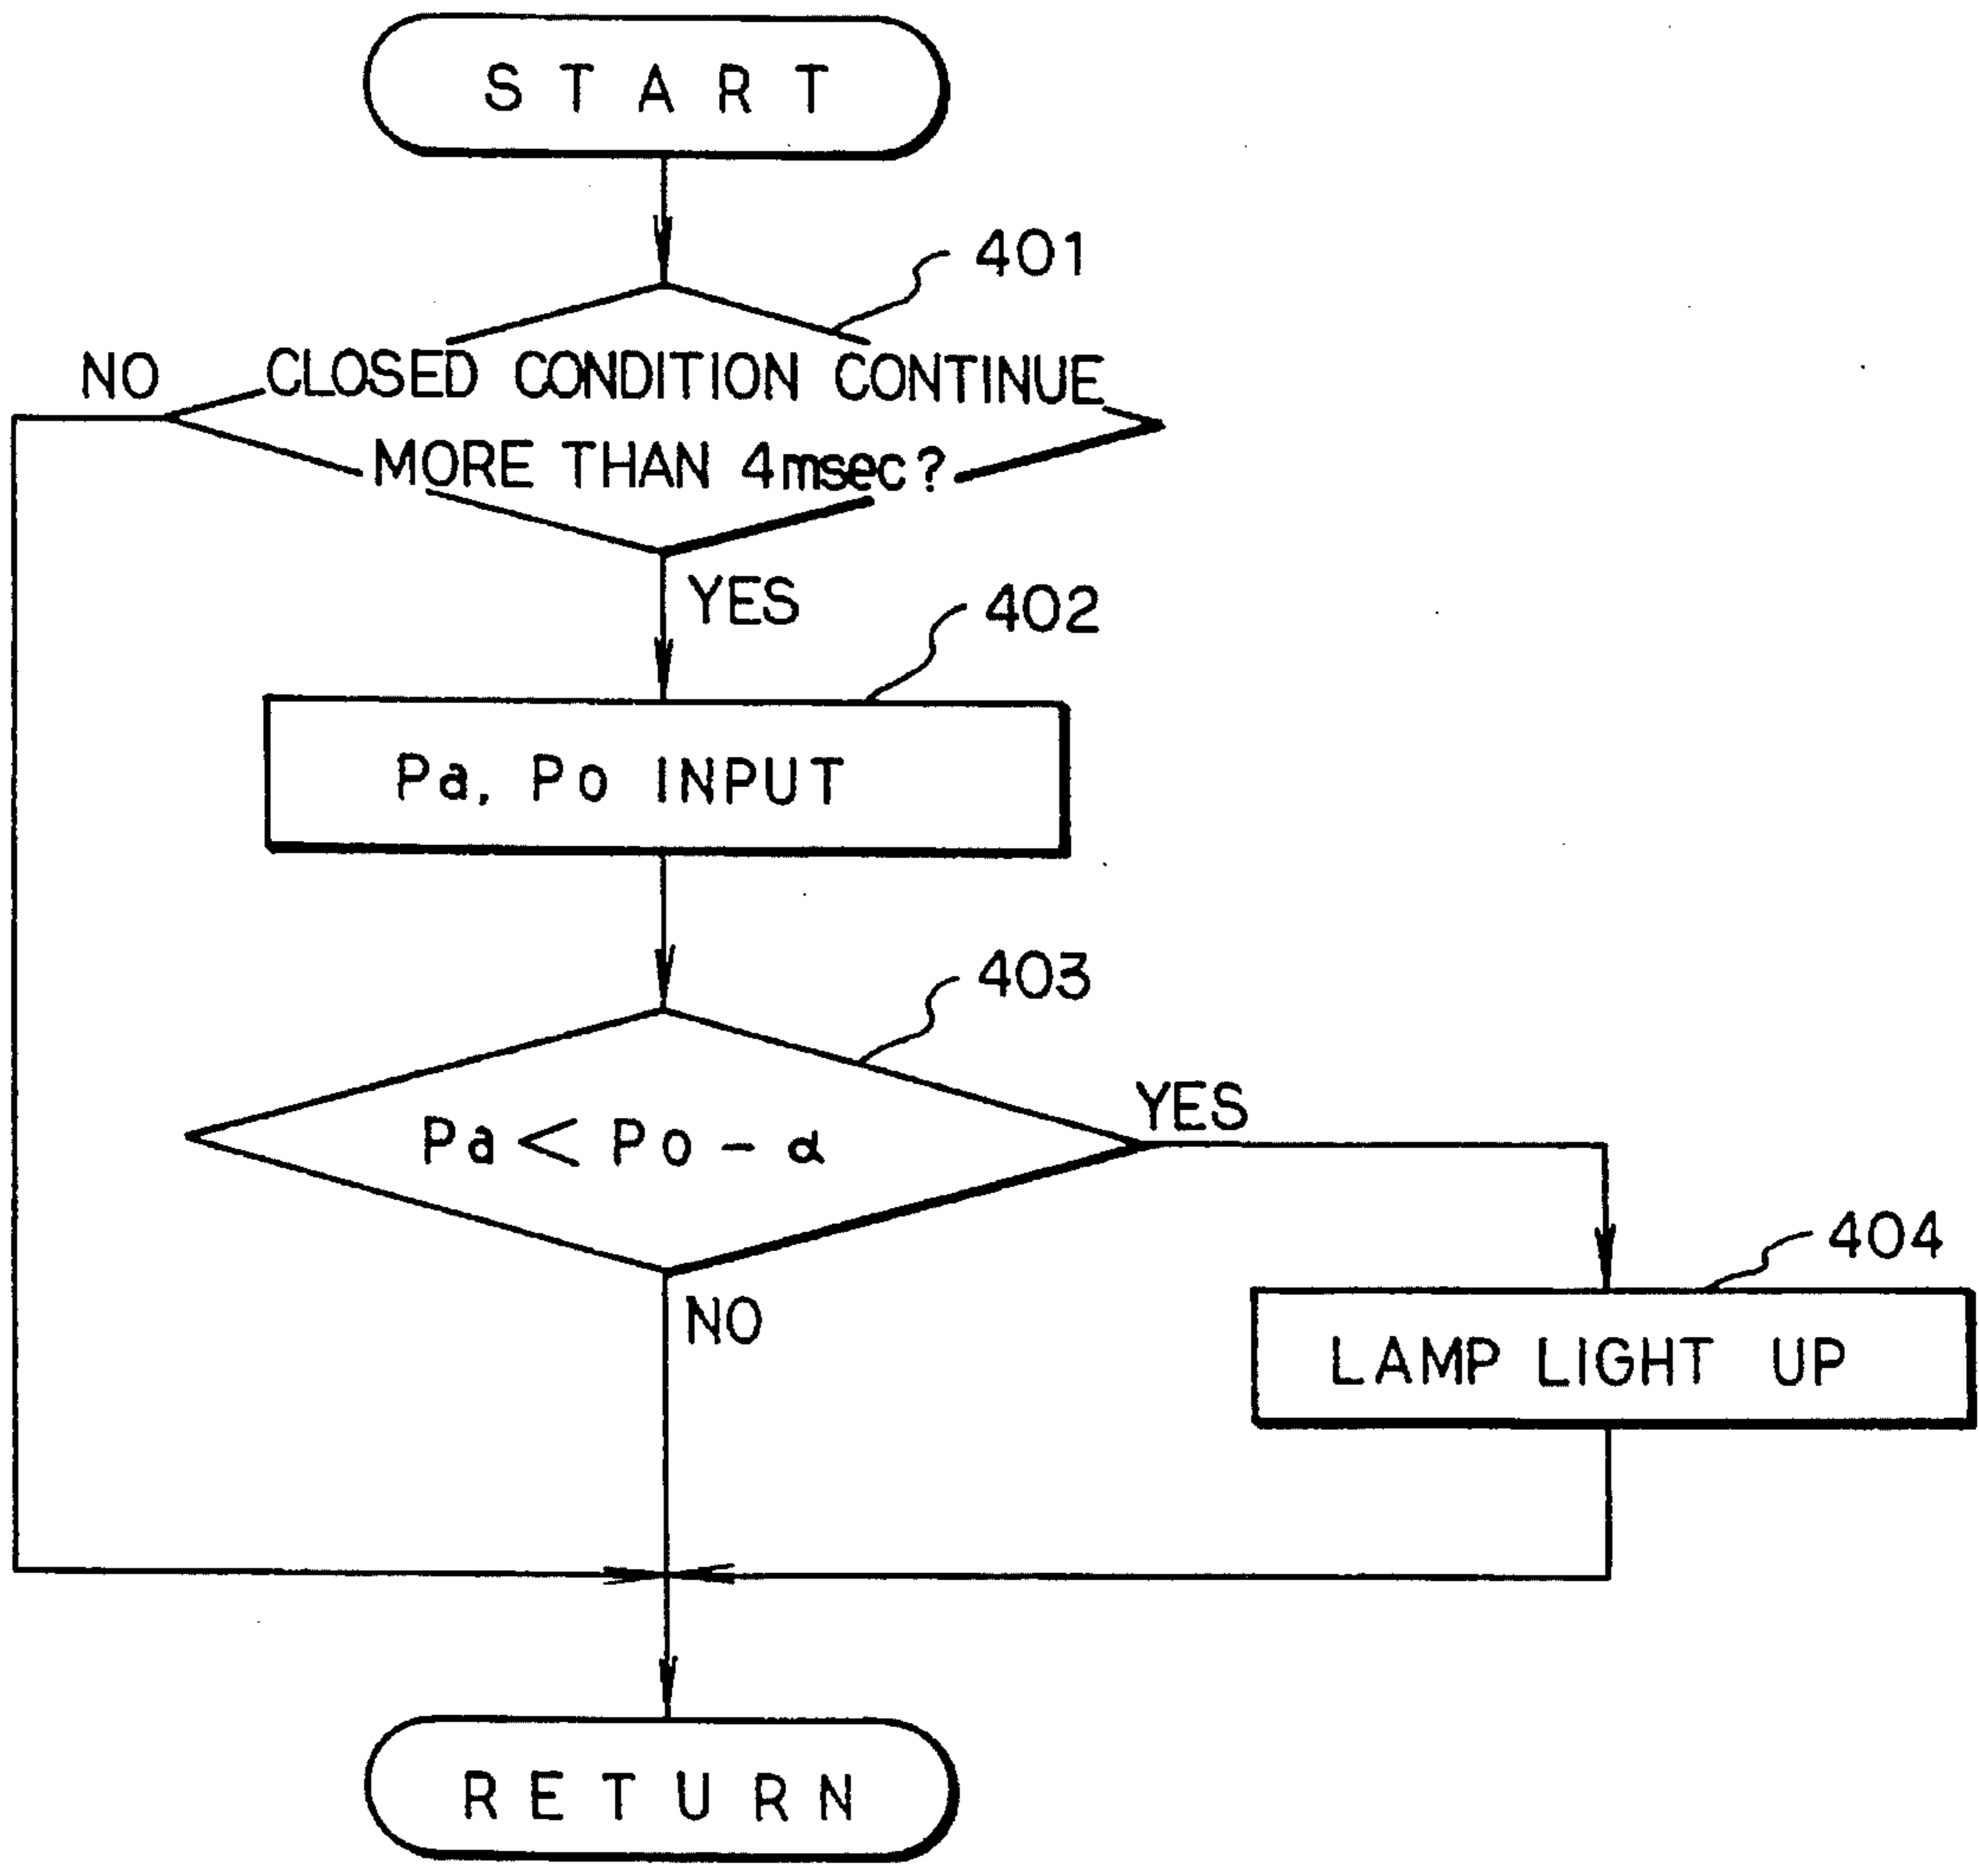 START
401
NO
CLOSED CONDITION CONTINUE
MORE THAN 4msec?
YES
402
Pa, Po INPUT
403
YES
Pa < Po - α
404
NO
LAMP LIGHT UP
RETURN